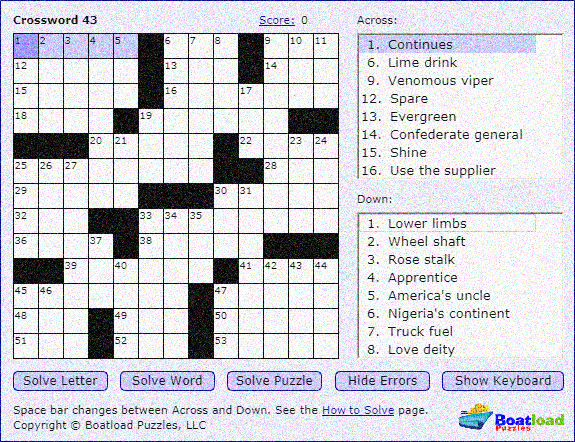 Crossword 43
Score: 0
1 2 3 4 5 6 7 8 9 10 11
12 13 14
15 16 17
18 19
20 21 22 23 24
25 26 27 28
29 30 31
32 33 34 35
36 37 38
39 40 41 42 43 44
45 46 47
48 49 50
51 52 53
Across:
1. Continues
6. Lime drink
9. Venomous viper
12. Spare
13. Evergreen
14. Confederate general
15. Shine
16. Use the supplier
Down:
1. Lower limbs
2. Wheel shaft
3. Rose stalk
4. Apprentice
5. America's uncle
6. Nigeria's continent
7. Truck fuel
8. Love deity
Solve Letter
Solve Word
Solve Puzzle
Hide Errors
Show Keyboard
Space bar changes between Across and Down. See the How to Solve page.
Copyright © Boatload Puzzles, LLC
Boatload
Puzzles